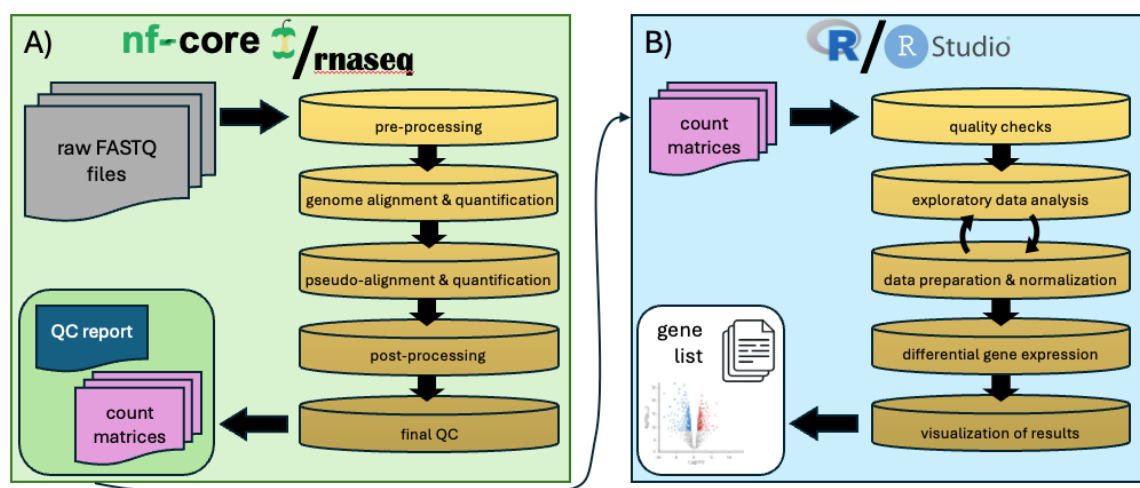 A)
nf-core
/rnaseq
raw FASTQ
files
pre-processing
genome alignment & quantification
pseudo-alignment & quantification
post-processing
final QC
QC report
count
matrices
B)
R / R Studio
count
matrices
quality checks
exploratory data analysis
data preparation & normalization
differential gene expression
visualization of results
gene
list